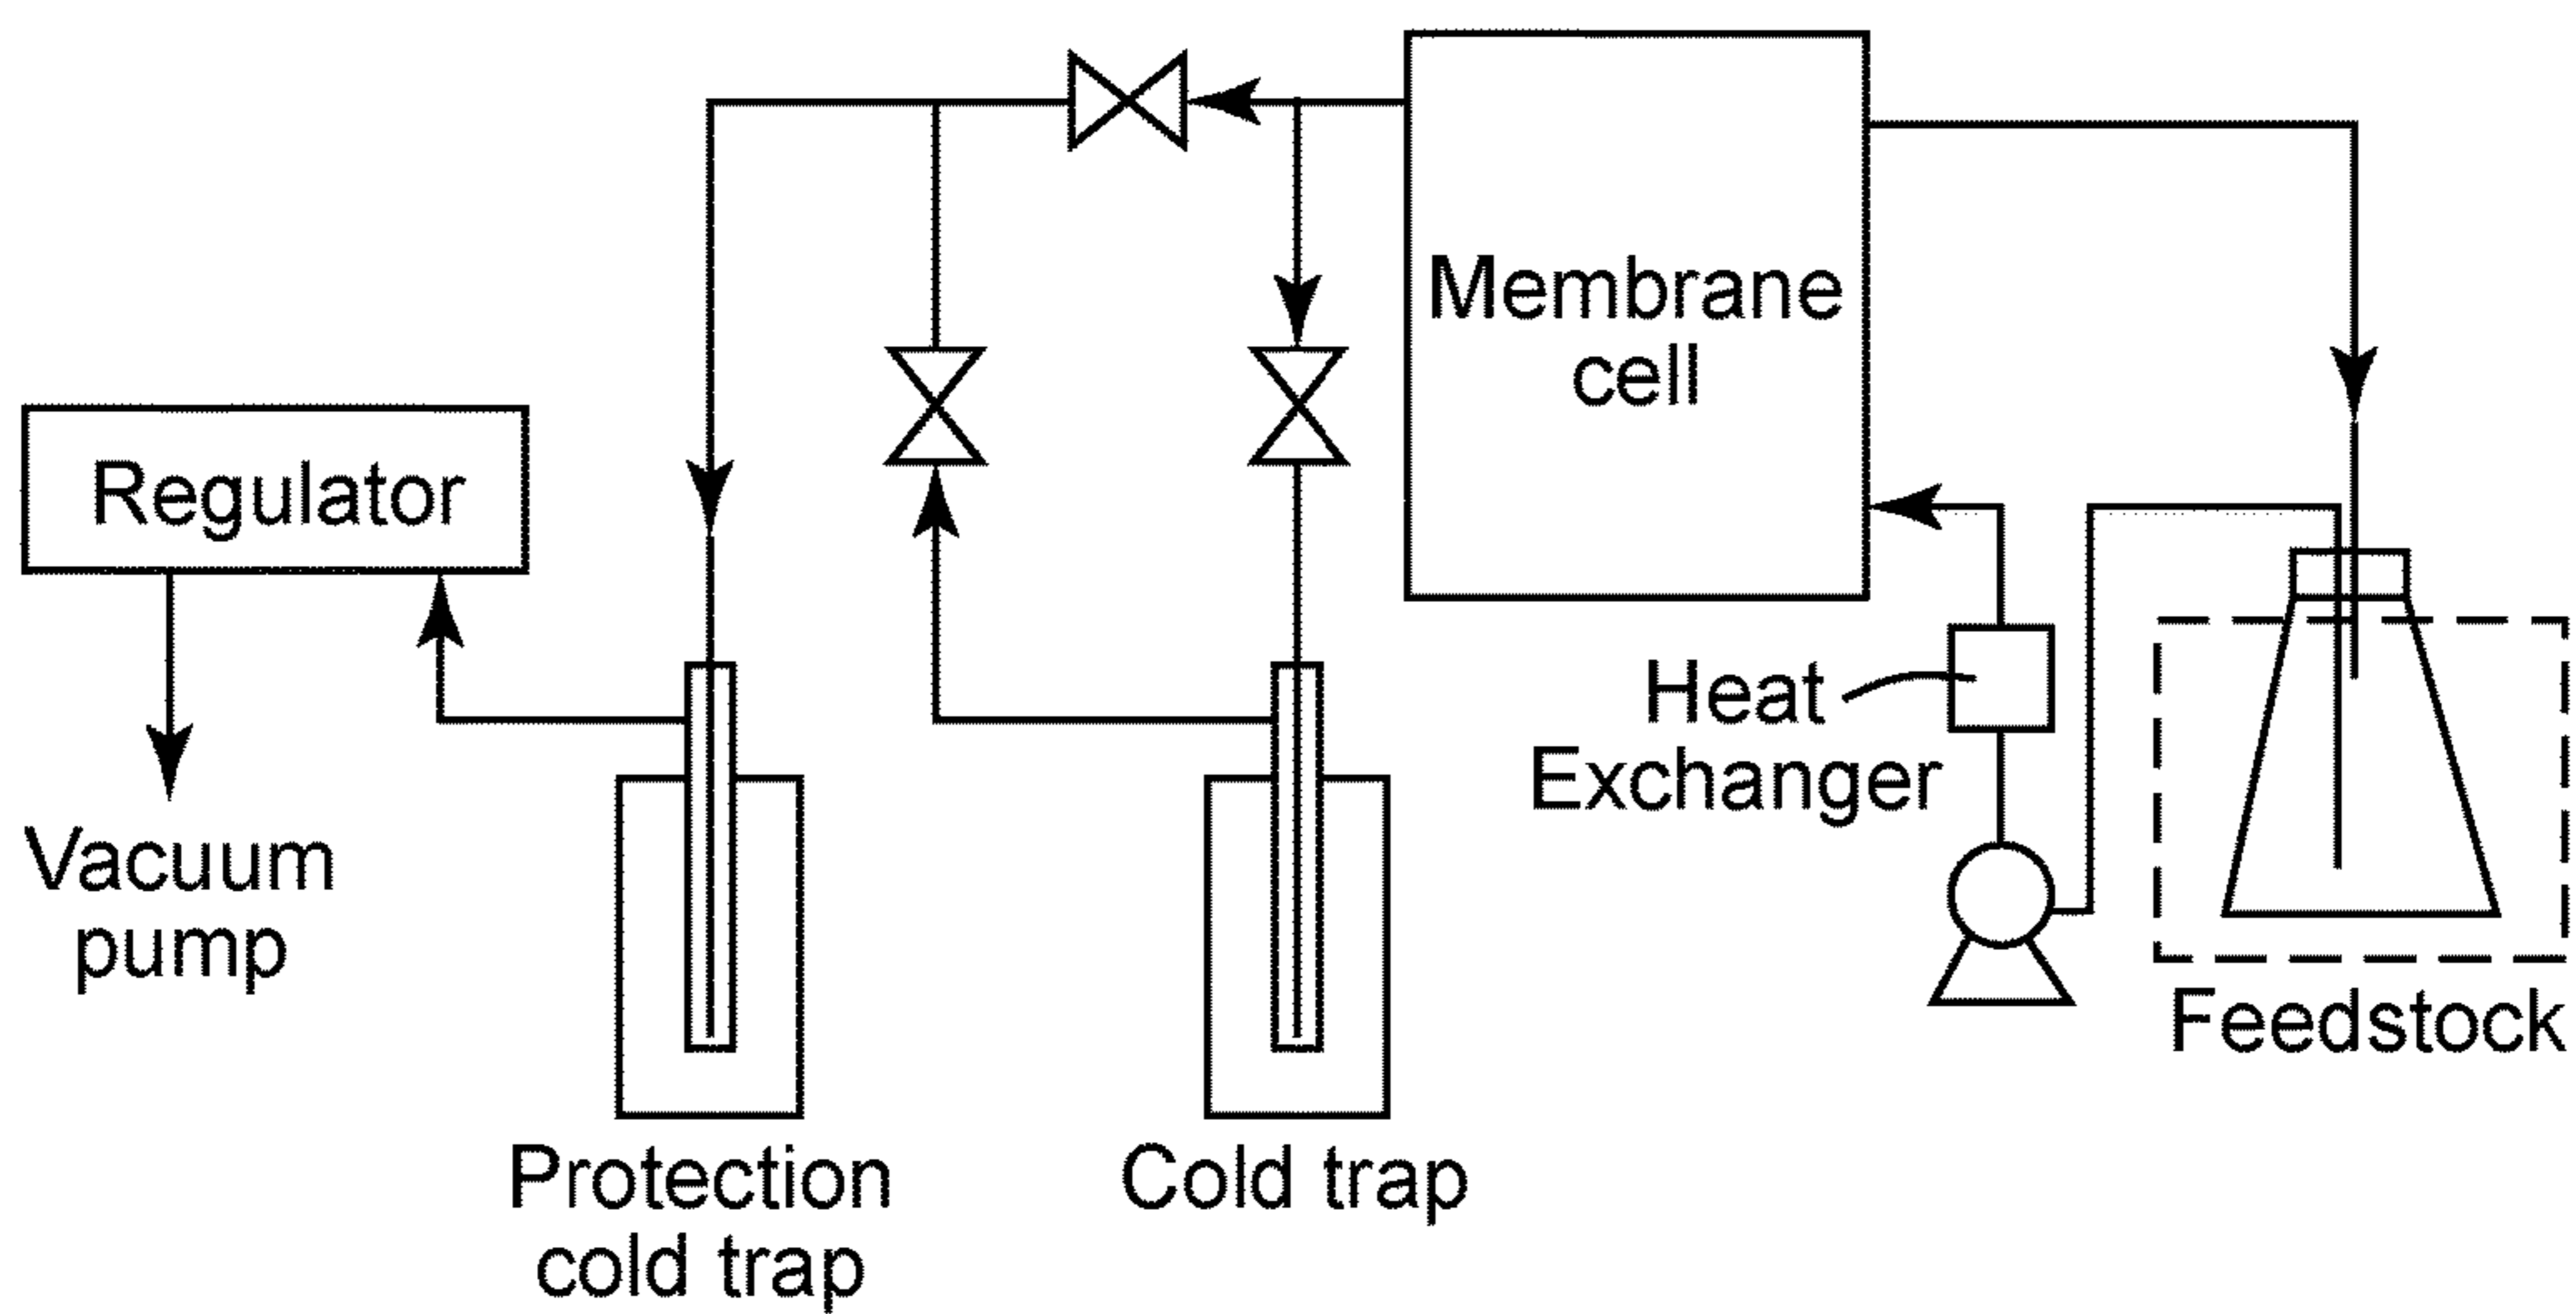 Membrane
cell
Regulator
Heat
Exchanger
Vacuum
pump
Feedstock
Protection
cold trap
Cold trap